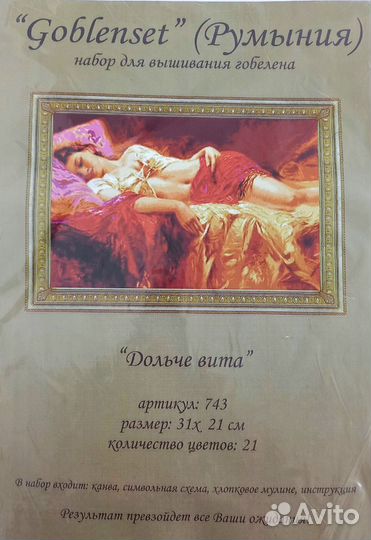 “Goblenset” (Румыния)
набор для вышивания гобелена
“Дольче вита”
артикул: 743
размер: 31х 21 см
количество цветов: 21
В набор входит: канва, символьная схема, хлопковое мулине, инструкция
Результат превзойдет все Ваши ожидания
Avito